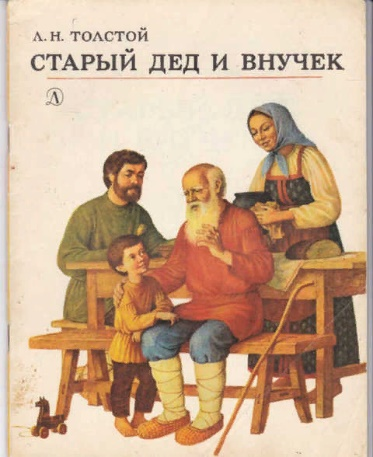 Л. Н. ТОЛСТОЙ
СТАРЫЙ ДЕД И ВНУЧЕК